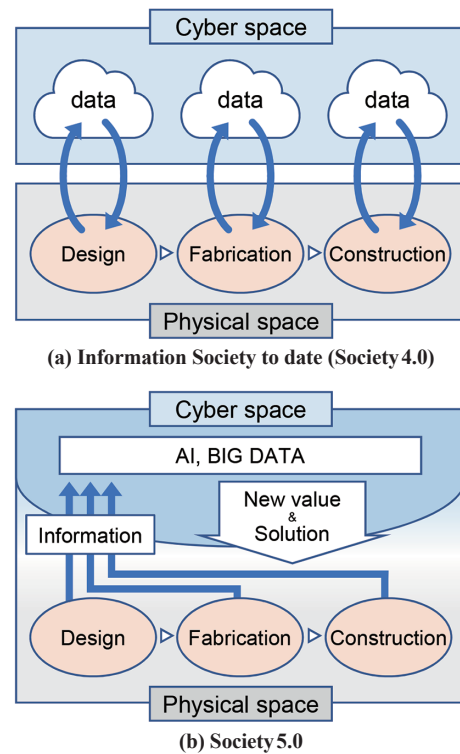 Cyber space
data data data
Design Fabrication Construction
Physical space
(a) Information Society to date (Society 4.0)
Cyber space
AI, BIG DATA
New value
&
Solution
Information
Design Fabrication Construction
Physical space
(b) Society 5.0